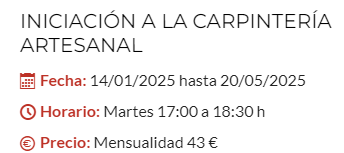 INICIACIÓN A LA CARPINTERÍA
ARTESANAL
Fecha: 14/01/2025 hasta 20/05/2025
Horario: Martes 17:00 a 18:30 h
Precio: Mensualidad 43 €